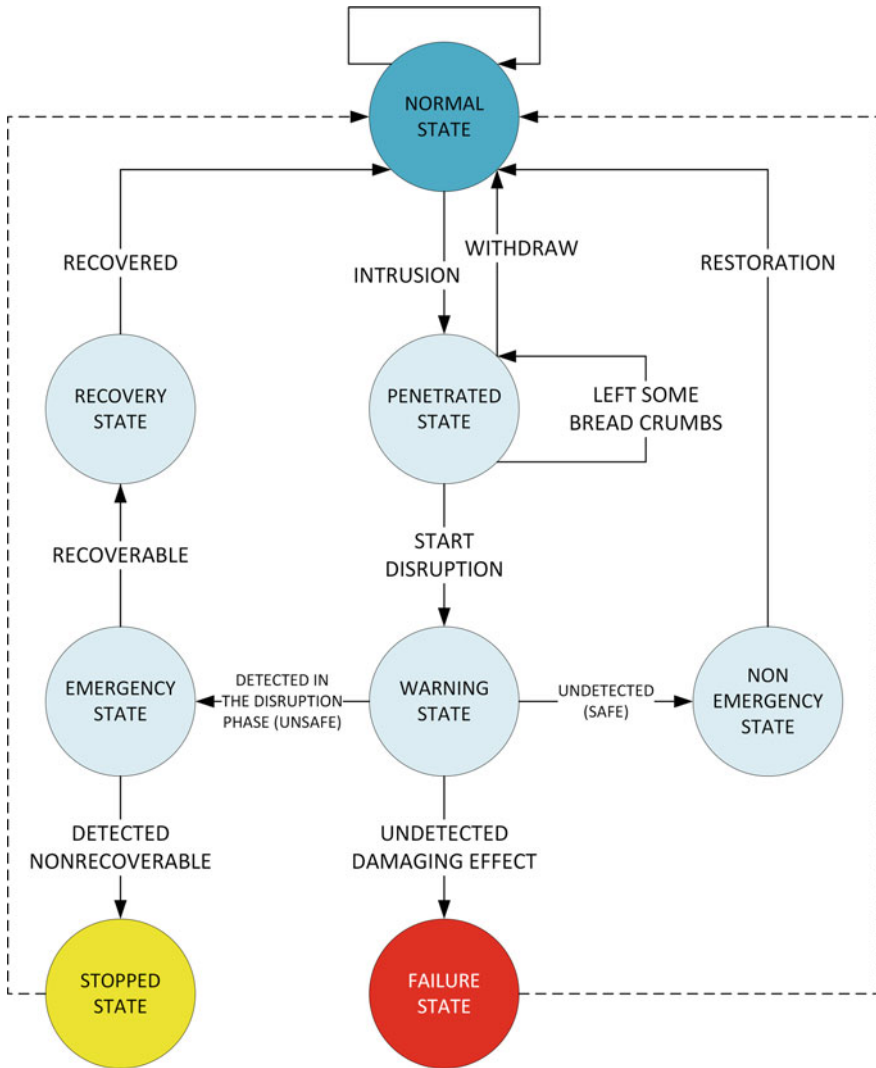 NORMAL
STATE
RECOVERED
INTRUSION
WITHDRAW
RESTORATION
RECOVERY
STATE
PENETRATED
STATE
LEFT SOME
BREAD CRUMBS
RECOVERABLE
START
DISRUPTION
EMERGENCY
STATE
DETECTED IN
THE DISRUPTION
PHASE (UNSAFE)
WARNING
STATE
UNDETECTED
(SAFE)
NON
EMERGENCY
STATE
DETECTED
NONRECOVERABLE
UNDETECTED
DAMAGING EFFECT
STOPPED
STATE
FAILURE
STATE